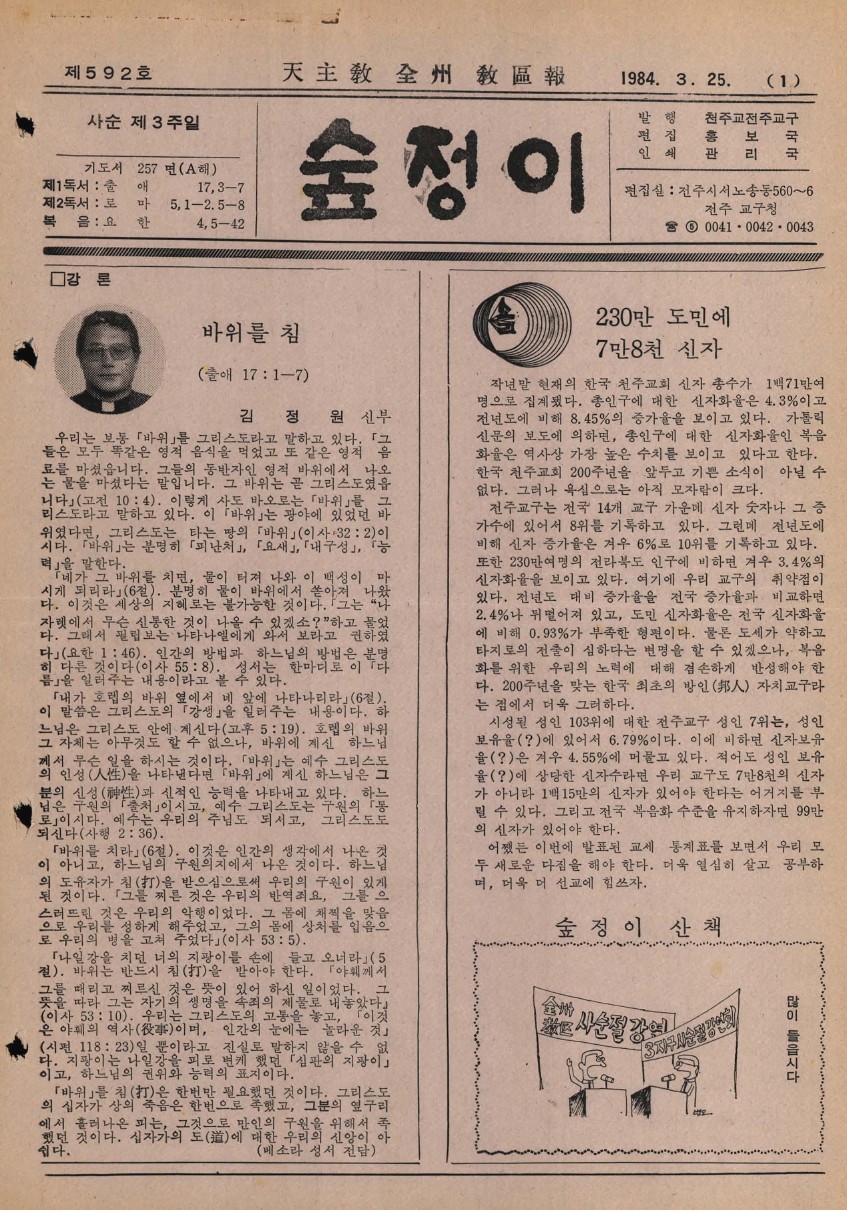 제592호
天主敎 全州 敎區報
1984. 3. 25.
(1)
사순 제3주일
기도서 257 면(A해)
제1독서 : 출 애 17,3-7
제2독서 : 로 마 5,1-2.5-8
복 음 : 요 한 4,5-42
숲정이
발 행 천주교전주교구
편 집 홍 보 국
인 쇄 관 리 국
편집실 : 전주시서노송동560~6
전주 교구청
☎ ⑥ 0041·0042·0043
□강 론
바위를 침
(출애 17 : 1-7)
김 정 원 신부
우리는 보통 「바위」를 그리스도라고 말하고 있다. 「그
들은 모두 똑같은 영적 음식을 먹었고 또 같은 영적 음
료를 마셨읍니다. 그들의 동반자인 영적 바위에서 나오
는 물을 마셨다는 말입니다. 그 바위는 곧 그리스도였읍
니다」(고전 10 : 4). 이렇게 사도 바오로는 「바위」를 그
리스도라고 말하고 있다. 이 「바위」는 광야에 있었던 바
위였다면, 그리스도는 타는 땅의 「바위」(이사 32 : 2)이
시다. 「바위」는 분명히 「피난처」, 「요새」, 「내구성」, 「능
력」을 말한다.
「네가 그 바위를 치면, 물이 터져 나와 이 백성이 마
시게 되리라」(6절). 분명히 물이 바위에서 쏟아져 나왔
다. 이것은 세상의 지혜로는 불가능한 것이다. 「그는 "나
자렛에서 무슨 신통한 것이 나올 수 있겠소?"하고 물었
다. 그래서 필립보는 나타나엘에게 와서 보라고 권하였
다」(요한 1 : 46). 인간의 방법과 하느님의 방법은 분명
히 다른 것이다(이사 55 : 8). 성서는 한마디로 이 「다
름」을 일러주는 내용이라고 볼 수 있다.
「내가 호렙의 바위 옆에서 네 앞에 나타나리라」(6절).
이 말씀은 그리스도의 「강생」을 일러주는 내용이다. 하
느님은 그리스도 안에 계신다(고후 5 : 19). 호렙의 바위
그 자체는 아무것도 할 수 없으나, 바위에 계신 하느님
께서 무슨 일을 하시는 것이다. 「바위」는 예수 그리스도
의 인성(人性)을 나타낸다면 「바위」에 계신 하느님은 그
분의 신성(神性)과 신적인 능력을 나타내고 있다. 하느
님은 구원의 「출처」이시고, 예수 그리스도는 구원의 「통
로」이시다. 예수는 우리의 주님도 되시고, 그리스도도
되신다(사행 2 : 36).
「바위를 치라」(6절). 이것은 인간의 생각에서 나온 것
이 아니고, 하느님의 구원의지에서 나온 것이다. 하느님
의 도유자가 침(打)을 받으심으로써 우리의 구원이 있게
된 것이다. 「그를 찌른 것은 우리의 반역죄요, 그를 으
스러뜨린 것은 우리의 악행이었다. 그 몸에 채찍을 맞음
으로 우리를 성하게 해주었고, 그의 몸에 상처를 입음으
로 우리의 병을 고쳐 주었다」(이사 53 : 5).
「나일강을 치던 너의 지팡이를 손에 들고 오너라」(5
절). 바위는 반드시 침(打)을 받아야 한다. 「야훼께서
그를 때리고 찌르신 것은 뜻이 있어 하신 일이었다. 그
뜻을 따라 그는 자기의 생명을 속죄의 제물로 내놓았다」
(이사 53 : 10). 우리는 그리스도의 고통을 놓고, 「이것
은 야훼의 역사(役事)이며, 인간의 눈에는 놀라운 것」
(시편 118 : 23)일 뿐이라고 진실로 말하지 않을 수 없
다. 지팡이는 나일강을 피로 변케 했던 「심판의 지팡이」
이고, 하느님의 권위와 능력의 표지이다.
「바위」를 침(打)은 한번만 필요했던 것이다. 그리스도
의 십자가 상의 죽음은 한번으로 족했고, 그분의 옆구리
에서 흘러나온 피는, 그것으로 만인의 구원을 위해서 족
했던 것이다. 십자가의 도(道)에 대한 우리의 신앙이 아
쉽다. (베소라 성서 전담)
230만 도민에
7만8천 신자
작년말 현재의 한국 천주교회 신자 총수가 1백71만여
명으로 집계됐다. 총인구에 대한 신자화율은 4.3%이고
전년도에 비해 8.45%의 증가율을 보이고 있다. 가톨릭
신문의 보도에 의하면, 총인구에 대한 신자화율인 복음
화율은 역사상 가장 높은 수치를 보이고 있다고 한다.
한국 천주교회 200주년을 앞두고 기쁜 소식이 아닐 수
없다. 그러나 욕심으로는 아직 모자람이 크다.
전주교구는 전국 14개 교구 가운데 신자 숫자나 그 증
가수에 있어서 8위를 기록하고 있다. 그런데 전년도에
비해 신자 증가율은 겨우 6%로 10위를 기록하고 있다.
또한 230만여명의 전라북도 인구에 비하면 겨우 3.4%의
신자화율을 보이고 있다. 여기에 우리 교구의 취약점이
있다. 전년도 대비 증가율을 전국 증가율과 비교하면
2.4%나 뒤떨어져 있고, 도민 신자화율은 전국 신자화율
에 비해 0.93%가 부족한 형편이다. 물론 도세가 약하고
타지로의 전출이 심하다는 변명을 할 수 있겠으나, 복음
화를 위한 우리의 노력에 대해 겸손하게 반성해야 한
다. 200주년을 맞는 한국 최초의 방인(邦人) 자치교구라
는 점에서 더욱 그러하다.
시성될 성인 103위에 대한 전주교구 성인 7위는, 성인
보유율(?)에 있어서 6.79%이다. 이에 비하면 신자보유
율(?)은 겨우 4.55%에 머물고 있다. 적어도 성인 보유
율(?)에 상당한 신자수라면 우리 교구도 7만8천의 신자
가 아니라 1백15만의 신자가 있어야 한다는 어거지를 부
릴 수 있다. 그리고 전국 복음화 수준을 유지하자면 99만
의 신자가 있어야 한다.
어쨌든 이번에 발표된 교세 통계표를 보면서 우리 모
두 새로운 다짐을 해야 한다. 더욱 열심히 살고 공부하
며, 더욱 더 선교에 힘쓰자.
숲정이 산책
全州
敎區 사순절 강연
3지구 사순절 강연회
많이 들읍시다